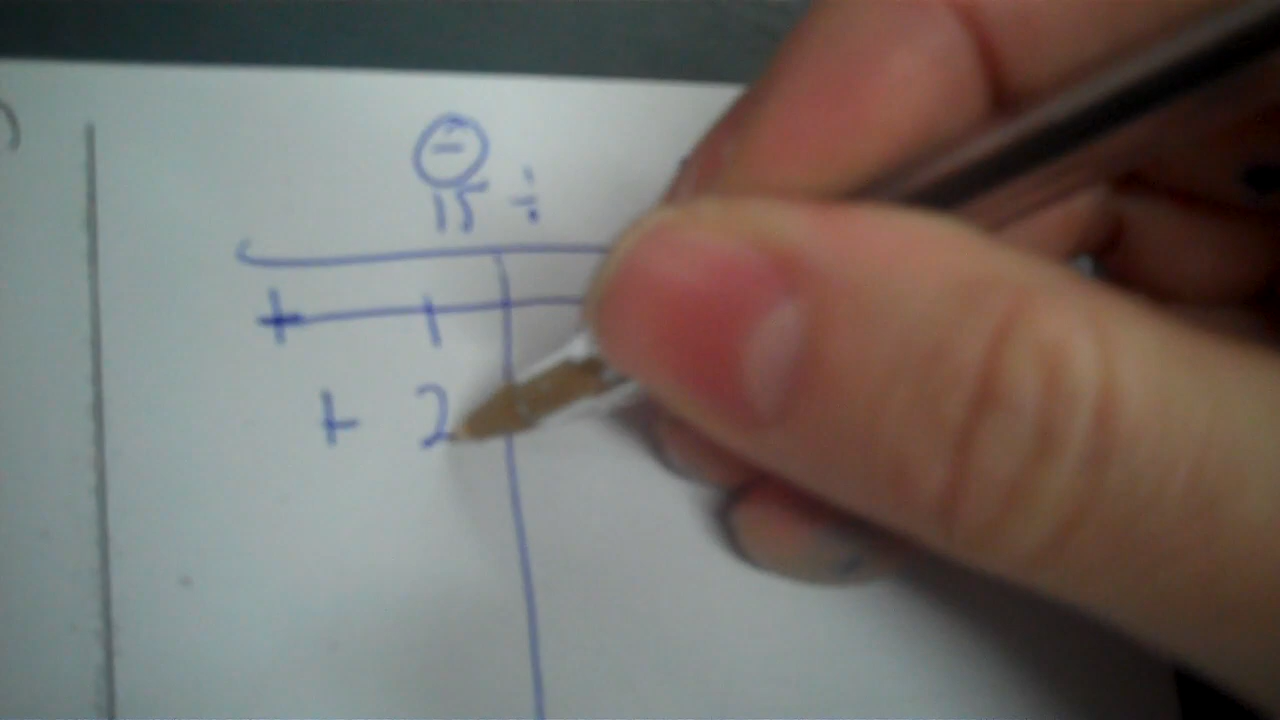 ÷
15 ÷
+ 1
+ 2